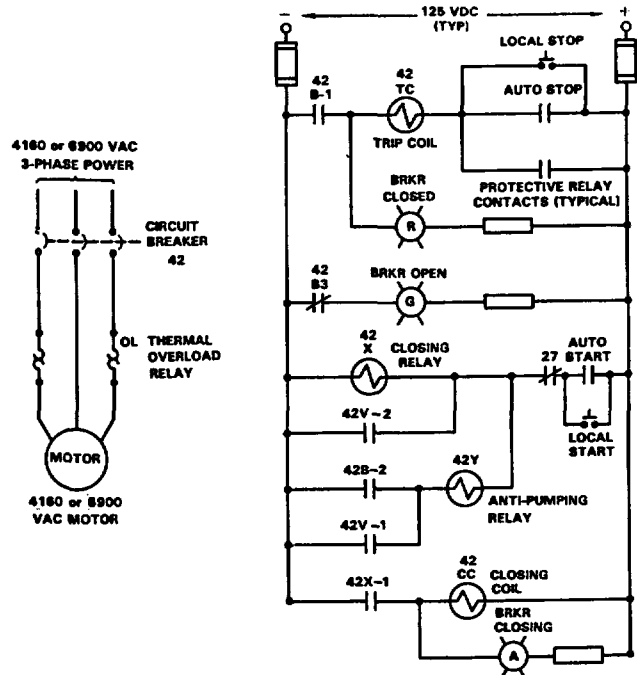 4160 or 6900 VAC
3-PHASE POWER
CIRCUIT
BREAKER
42
OL THERMAL
OVERLOAD
RELAY
MOTOR
4160 or 6900
VAC MOTOR
−
125 VDC
(TYP)
+
LOCAL STOP
42
B-1
42
TC
AUTO STOP
TRIP COIL
PROTECTIVE RELAY
CONTACTS (TYPICAL)
BRKR
CLOSED
R
42
B3
BRKR OPEN
G
42
X
CLOSING
RELAY
27
AUTO
START
LOCAL
START
42V~2
42B-2
42Y
ANTI-PUMPING
RELAY
42V~1
42X-1
42
CC
CLOSING
COIL
BRKR
CLOSING
A